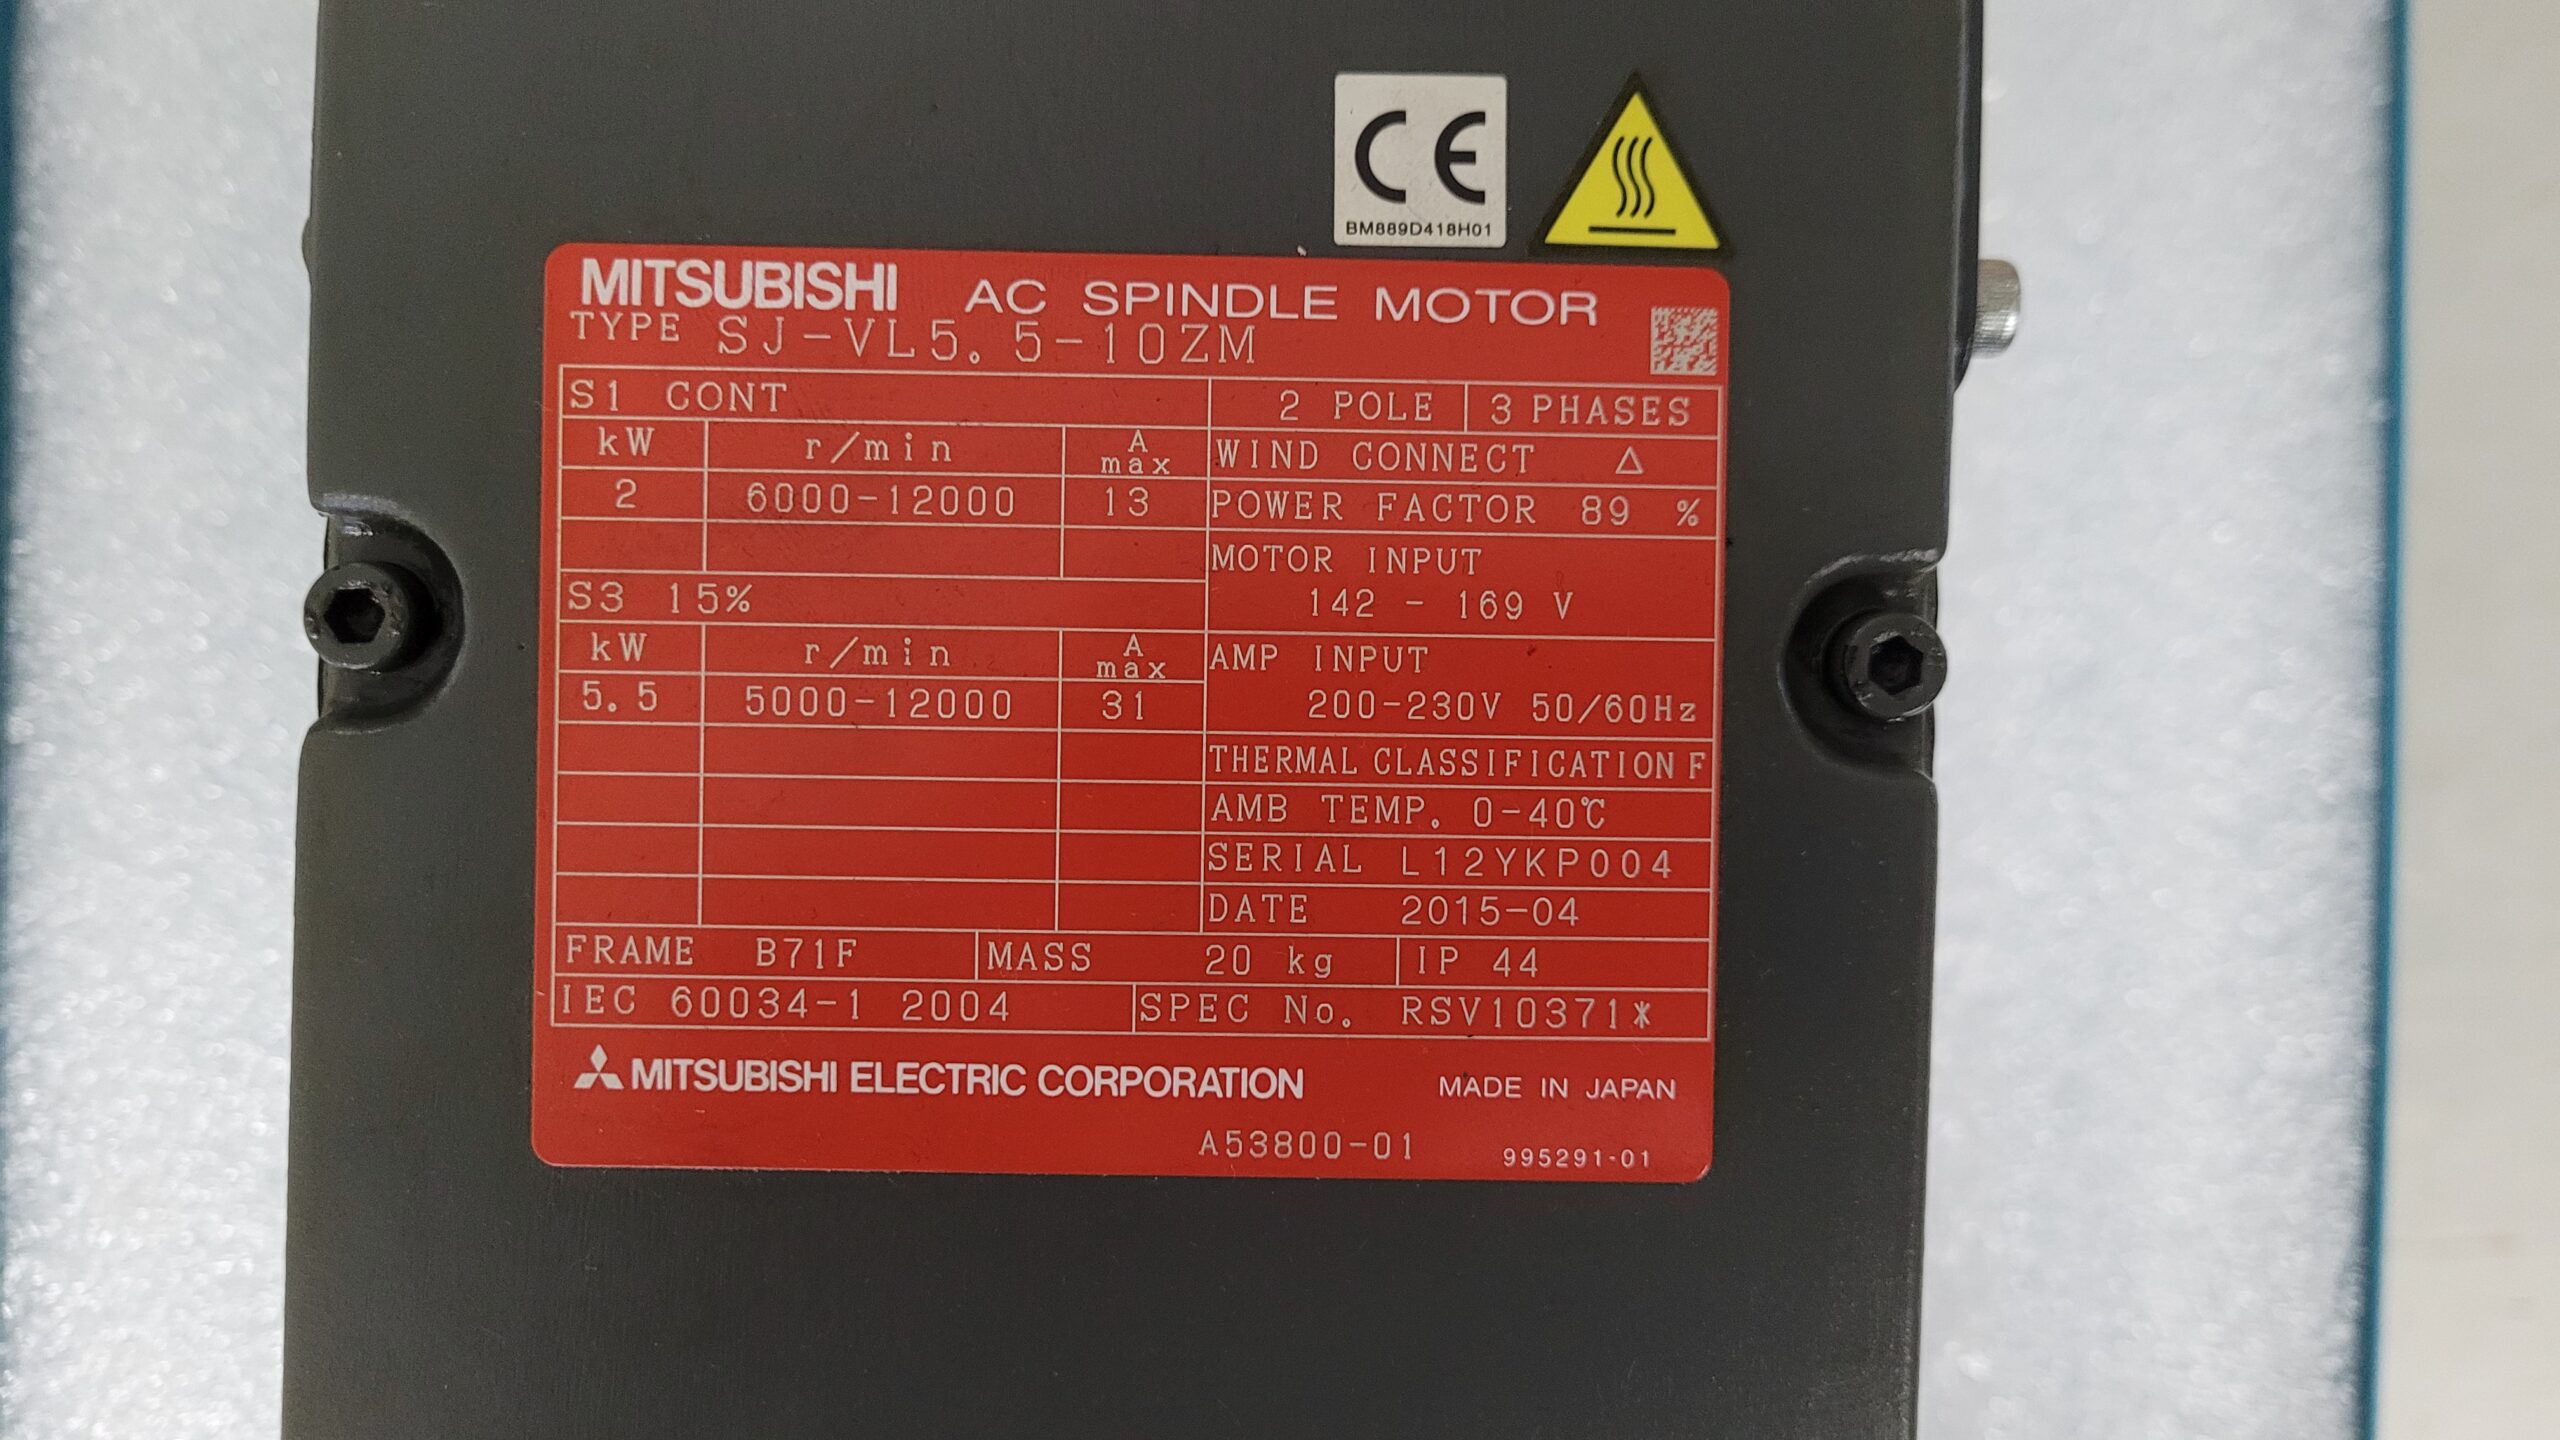 CE
BM889D418H01
MITSUBISHI AC SPINDLE MOTOR
TYPE SJ-VL5.5-10ZM
S1 CONT 2 POLE 3 PHASES
kW r/min A max WIND CONNECT △
2 6000-12000 13 POWER FACTOR 89 %
MOTOR INPUT
142 - 169 V
S3 15%
kW r/min A max AMP INPUT
5.5 5000-12000 31 200-230V 50/60Hz
THERMAL CLASSIFICATION F
AMB TEMP. 0-40℃
SERIAL L12YKP004
DATE 2015-04
FRAME B71F MASS 20 kg IP 44
IEC 60034-1 2004 SPEC No. RSV10371*
MITSUBISHI ELECTRIC CORPORATION MADE IN JAPAN
A53800-01 995291-01